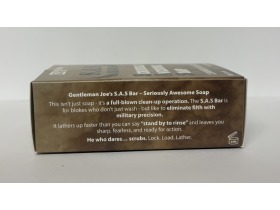 Gentleman Joe's S.A.S Bar – Seriously Awesome Soap
This isn't just soap - it's a full-blown clean-up operation. The S.A.S Bar is
for blokes who don't just wash - but like to eliminate filth with
military precision.
It lathers up faster than you can say "stand by to rinse" and leaves you
sharp, fearless, and ready for action.
He who dares... scrubs. Lock. Load. Lather.